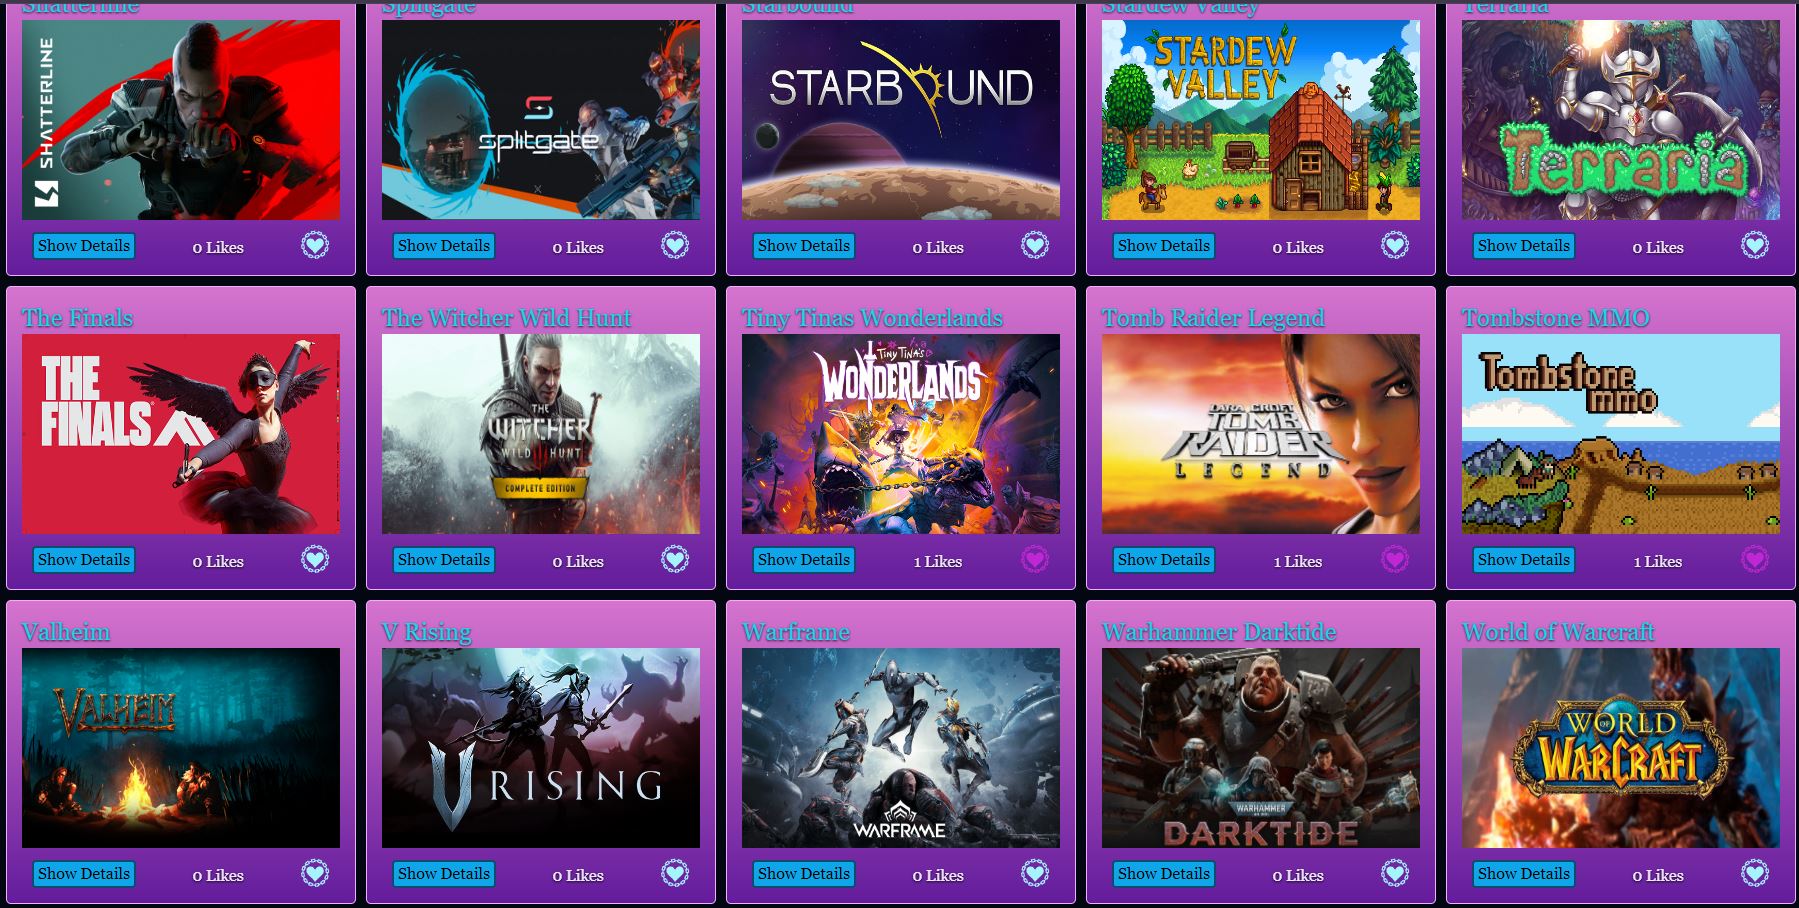 Shatterline
Splitgate
Starbound
Stardew Valley
Terraria
SHATTERLINE
splitgate
STARBOUND
STARDEW
VALLEY
Terraria
Show Details
0 Likes
Show Details
0 Likes
Show Details
0 Likes
Show Details
0 Likes
Show Details
0 Likes
The Finals
The Witcher Wild Hunt
Tiny Tinas Wonderlands
Tomb Raider Legend
Tombstone MMO
THE
FINALS
THE
WITCHER
WILD HUNT
COMPLETE EDITION
TINY TINA'S
WONDERLANDS
LARA CROFT
TOMB
RAIDER
LEGEND
Tombstone
mmo
Show Details
0 Likes
Show Details
0 Likes
Show Details
1 Likes
Show Details
1 Likes
Show Details
1 Likes
Valheim
V Rising
Warframe
Warhammer Darktide
World of Warcraft
VALHEIM
V RISING
WARFRAME
WARHAMMER
DARKTIDE
WORLD
OF
WARCRAFT
Show Details
0 Likes
Show Details
0 Likes
Show Details
0 Likes
Show Details
0 Likes
Show Details
0 Likes